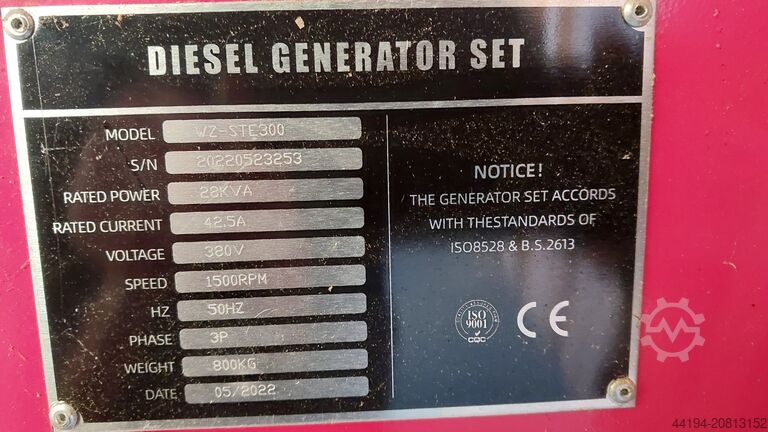 DIESEL GENERATOR SET
MODEL WZ-STE300
S/N 20220523253
RATED POWER 28KVA
RATED CURRENT 42.5A
VOLTAGE 380V
SPEED 1500RPM
HZ 50HZ
PHASE 3P
WEIGHT 800KG
DATE 05/2022
NOTICE!
THE GENERATOR SET ACCORDS
WITH THESTANDARDS OF
ISO8528 & B.S.2613
ISO
9001
CQC
CE
44194-20813152